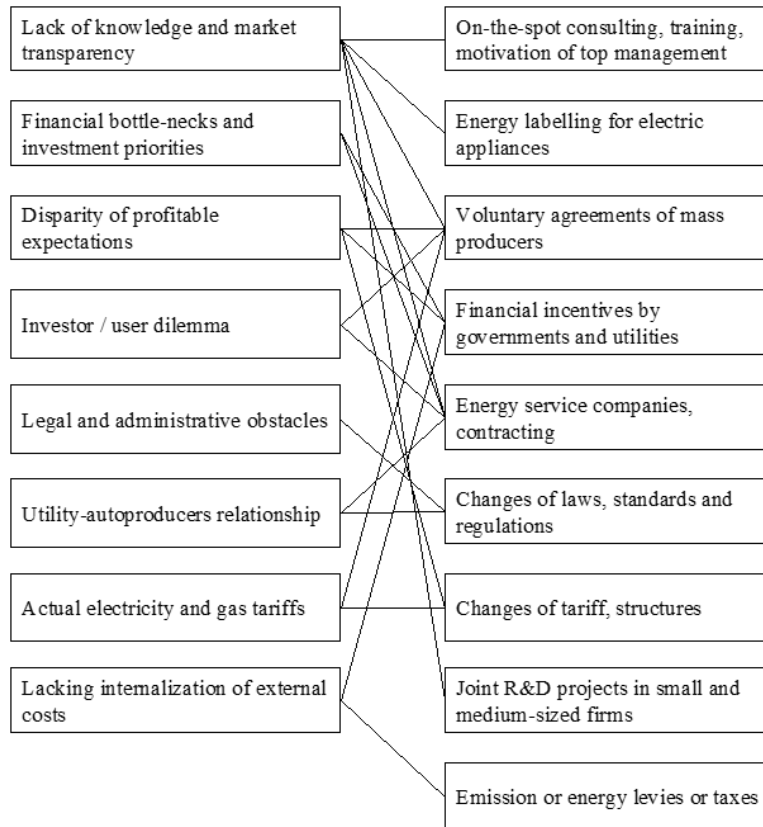 Lack of knowledge and market
transparency
Financial bottle-necks and
investment priorities
Disparity of profitable
expectations
Investor / user dilemma
Legal and administrative obstacles
Utility-autoproducers relationship
Actual electricity and gas tariffs
Lacking internalization of external
costs
On-the-spot consulting, training,
motivation of top management
Energy labelling for electric
appliances
Voluntary agreements of mass
producers
Financial incentives by
governments and utilities
Energy service companies,
contracting
Changes of laws, standards and
regulations
Changes of tariff, structures
Joint R&D projects in small and
medium-sized firms
Emission or energy levies or taxes